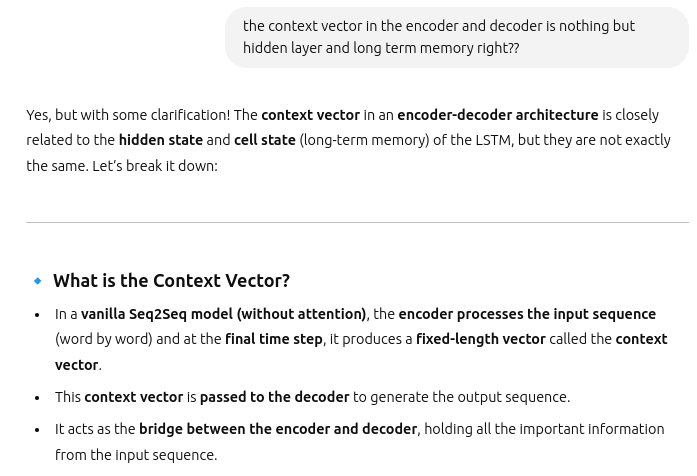 the context vector in the encoder and decoder is nothing but
hidden layer and long term memory right??
Yes, but with some clarification! The context vector in an encoder-decoder architecture is closely
related to the hidden state and cell state (long-term memory) of the LSTM, but they are not exactly
the same. Let's break it down:
What is the Context Vector?
• In a vanilla Seq2Seq model (without attention), the encoder processes the input sequence
(word by word) and at the final time step, it produces a fixed-length vector called the context
vector.
• This context vector is passed to the decoder to generate the output sequence.
• It acts as the bridge between the encoder and decoder, holding all the important information
from the input sequence.